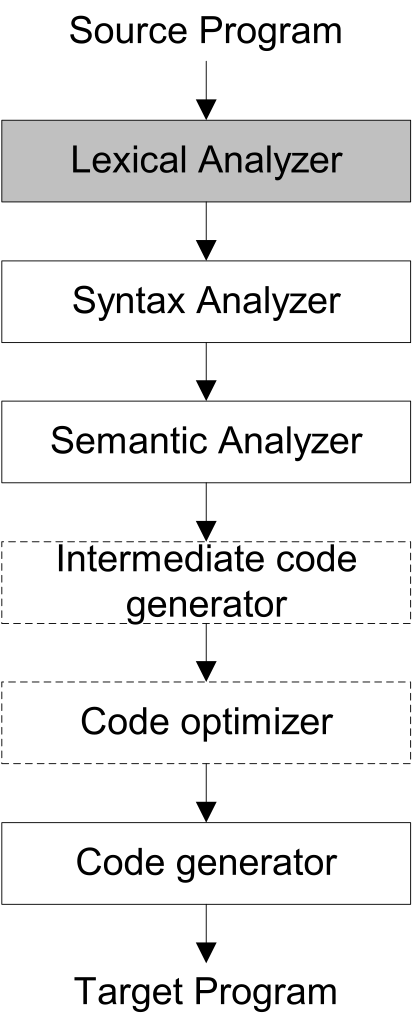 Source Program
Lexical Analyzer
Syntax Analyzer
Semantic Analyzer
Intermediate code
generator
Code optimizer
Code generator
Target Program